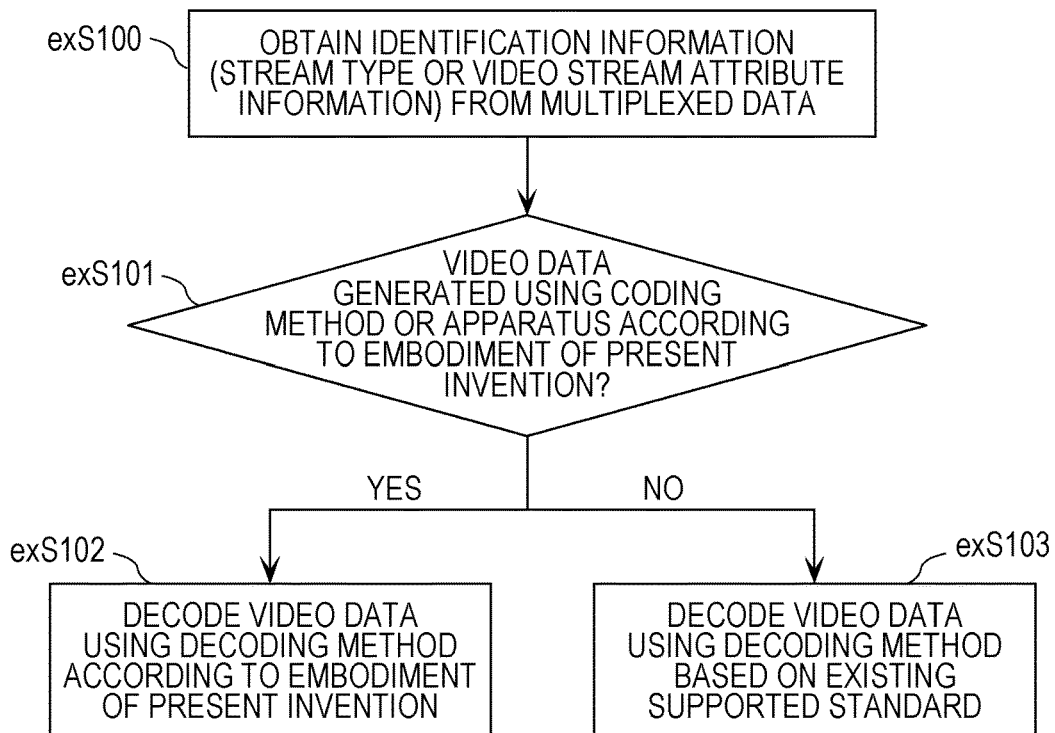 exS100
OBTAIN IDENTIFICATION INFORMATION
(STREAM TYPE OR VIDEO STREAM ATTRIBUTE
INFORMATION) FROM MULTIPLEXED DATA
exS101
VIDEO DATA
GENERATED USING CODING
METHOD OR APPARATUS ACCORDING
TO EMBODIMENT OF PRESENT
INVENTION?
YES
NO
exS102
DECODE VIDEO DATA
USING DECODING METHOD
ACCORDING TO EMBODIMENT
OF PRESENT INVENTION
exS103
DECODE VIDEO DATA
USING DECODING METHOD
BASED ON EXISTING
SUPPORTED STANDARD